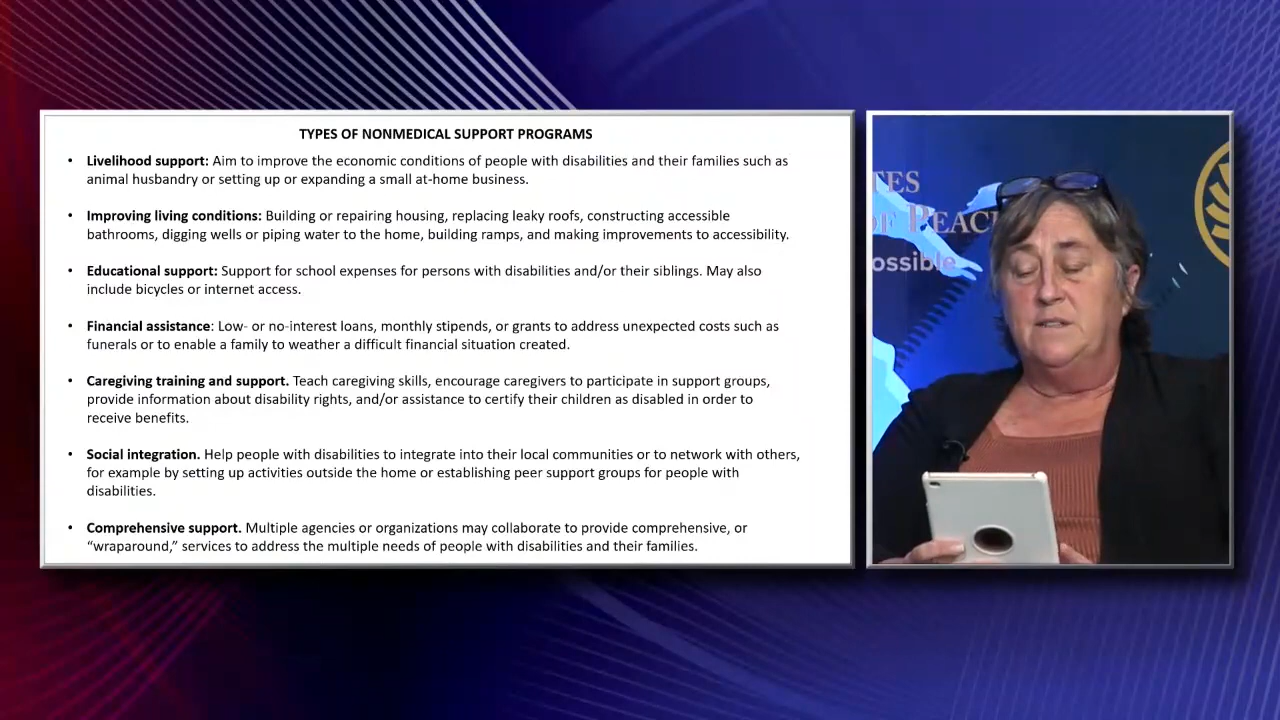 TYPES OF NONMEDICAL SUPPORT PROGRAMS
• Livelihood support: Aim to improve the economic conditions of people with disabilities and their families such as
animal husbandry or setting up or expanding a small at-home business.
• Improving living conditions: Building or repairing housing, replacing leaky roofs, constructing accessible
bathrooms, digging wells or piping water to the home, building ramps, and making improvements to accessibility.
• Educational support: Support for school expenses for persons with disabilities and/or their siblings. May also
include bicycles or internet access.
• Financial assistance: Low- or no-interest loans, monthly stipends, or grants to address unexpected costs such as
funerals or to enable a family to weather a difficult financial situation created.
• Caregiving training and support. Teach caregiving skills, encourage caregivers to participate in support groups,
provide information about disability rights, and/or assistance to certify their children as disabled in order to
receive benefits.
• Social integration. Help people with disabilities to integrate into their local communities or to network with others,
for example by setting up activities outside the home or establishing peer support groups for people with
disabilities.
• Comprehensive support. Multiple agencies or organizations may collaborate to provide comprehensive, or
“wraparound,” services to address the multiple needs of people with disabilities and their families.
TES
OF PEAC
ossible